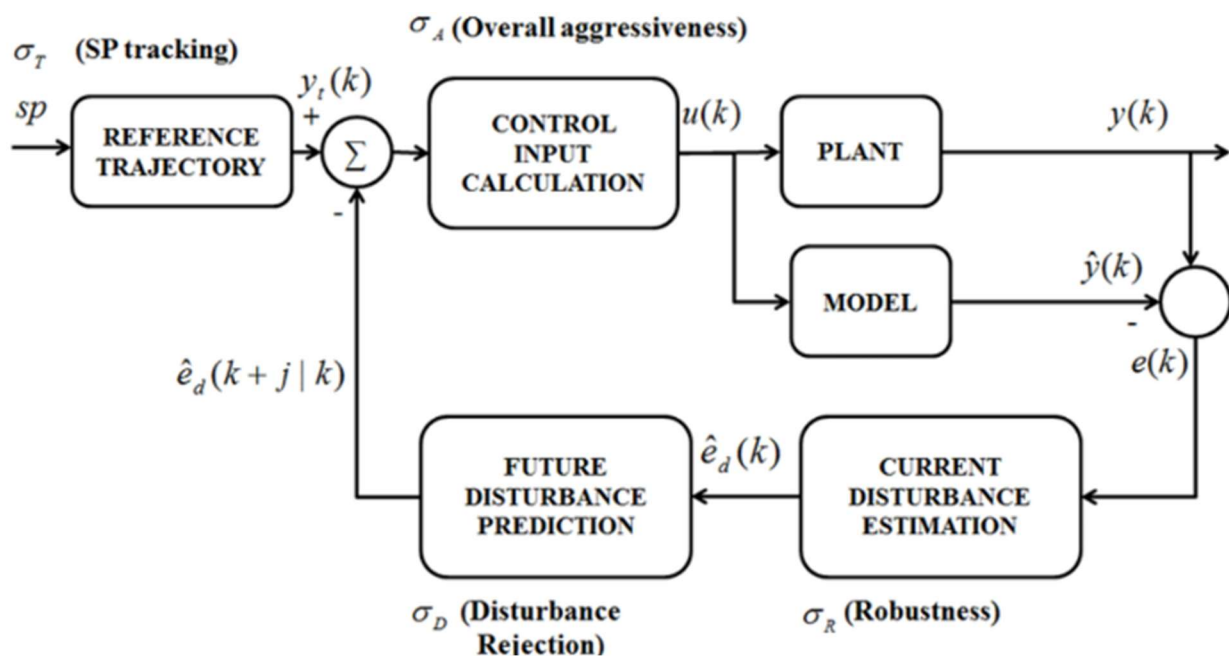 σ_A (Overall aggressiveness)
σ_T (SP tracking)
sp
REFERENCE
TRAJECTORY
y_t(k)
+
Σ
-
CONTROL
INPUT
CALCULATION
u(k)
PLANT
y(k)
MODEL
ŷ(k)
-
e(k)
ê_d(k + j | k)
FUTURE
DISTURBANCE
PREDICTION
ê_d(k)
CURRENT
DISTURBANCE
ESTIMATION
σ_D (Disturbance
Rejection)
σ_R (Robustness)